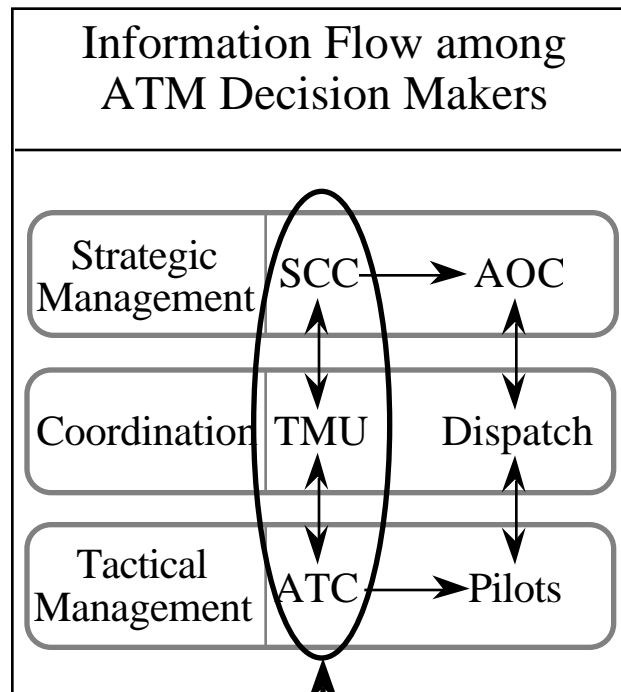 Information Flow among
ATM Decision Makers
Strategic
Management
SCC
AOC
Coordination
TMU
Dispatch
Tactical
Management
ATC
Pilots